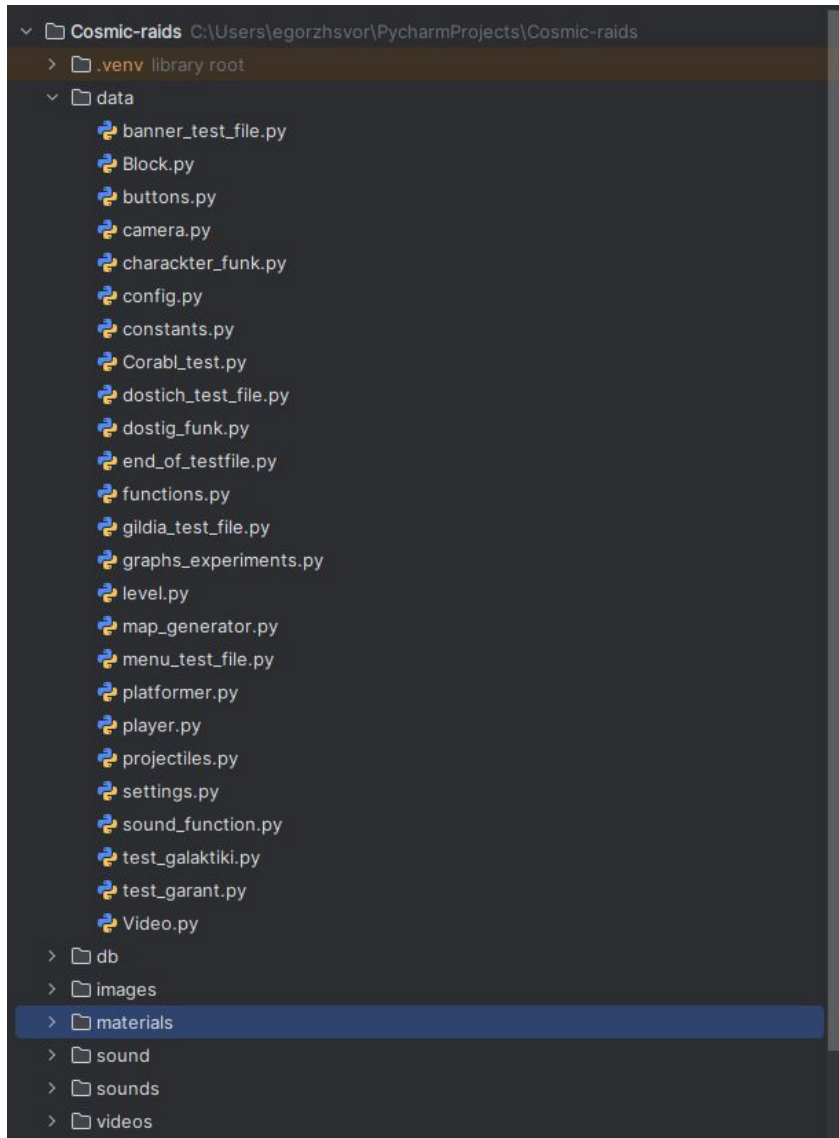 Cosmic-raids C:\Users\egorzhsvor\PycharmProjects\Cosmic-raids
.venv library root
data
banner_test_file.py
Block.py
buttons.py
camera.py
charackter_funk.py
config.py
constants.py
Corabl_test.py
dostich_test_file.py
dostig_funk.py
end_of_testfile.py
functions.py
gildia_test_file.py
graphs_experiments.py
level.py
map_generator.py
menu_test_file.py
platformer.py
player.py
projectiles.py
settings.py
sound_function.py
test_galaktiki.py
test_garant.py
Video.py
db
images
materials
sound
sounds
videos